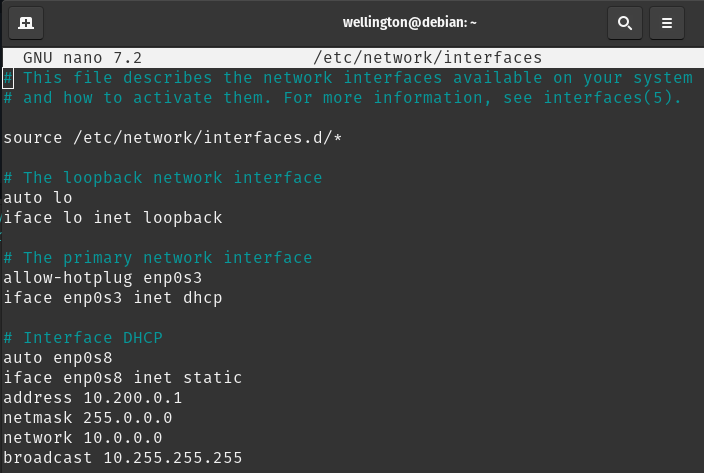 wellington@debian: ~
GNU nano 7.2 /etc/network/interfaces
# This file describes the network interfaces available on your system
# and how to activate them. For more information, see interfaces(5).
source /etc/network/interfaces.d/*
# The loopback network interface
auto lo
iface lo inet loopback
# The primary network interface
allow-hotplug enp0s3
iface enp0s3 inet dhcp
# Interface DHCP
auto enp0s8
iface enp0s8 inet static
address 10.200.0.1
netmask 255.0.0.0
network 10.0.0.0
broadcast 10.255.255.255